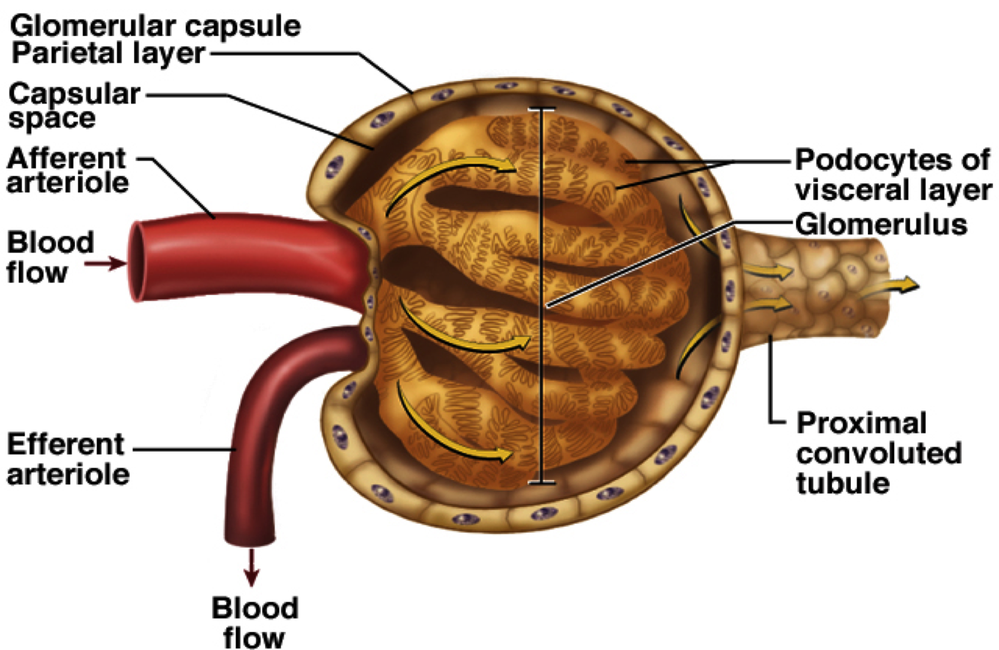 Glomerular capsule
Parietal layer
Capsular
space
Afferent
arteriole
Blood
flow
Efferent
arteriole
Blood
flow
Podocytes of
visceral layer
Glomerulus
Proximal
convoluted
tubule